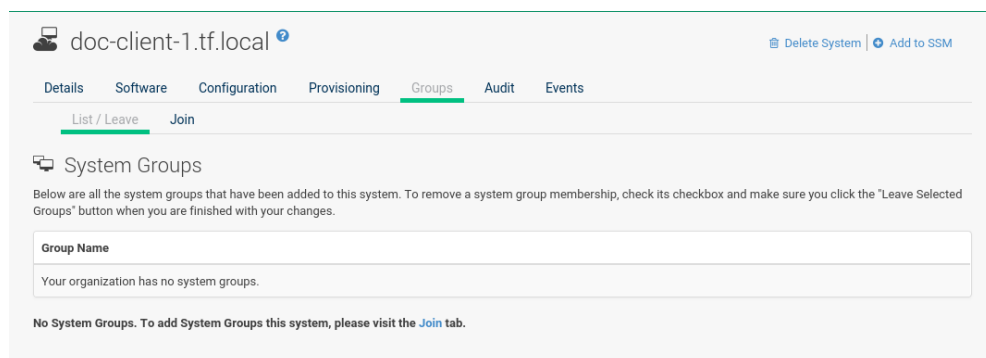 doc-client-1.tf.local ?
Delete System | Add to SSM
Details Software Configuration Provisioning Groups Audit Events
List / Leave Join
System Groups
Below are all the system groups that have been added to this system. To remove a system group membership, check its checkbox and make sure you click the "Leave Selected
Groups" button when you are finished with your changes.
Group Name
Your organization has no system groups.
No System Groups. To add System Groups this system, please visit the Join tab.